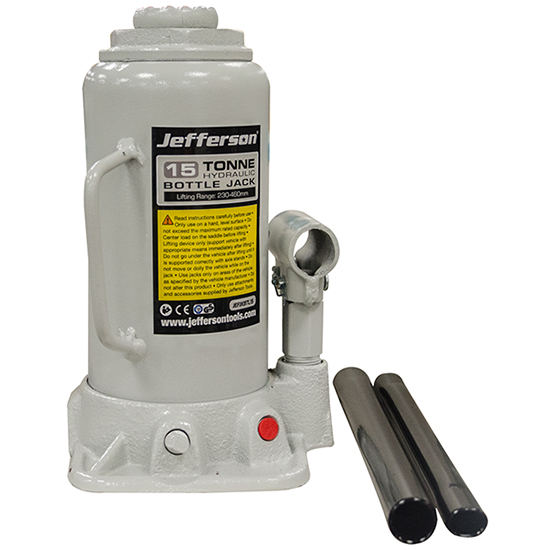 Jefferson®
15 TONNE
HYDRAULIC
BOTTLE JACK
Lifting Range: 230-460mm
Read instructions carefully before use •
Only use on a hard, level surface • Do
not exceed the maximum rated capacity •
Center load on the saddle before lifting •
Lifting device only (support vehicle with
appropriate means immediately after lifting) •
Do not go under the vehicle after lifting until it
is supported correctly with axle stands • Do
not move or dolly the vehicle while on the
jack • Use jacks only on areas of the vehicle
as specified by the vehicle manufacture • Do
not alter this product • Only use attachments
and accessories supplied by Jefferson Tools
CE
GS
www.jeffersontools.com